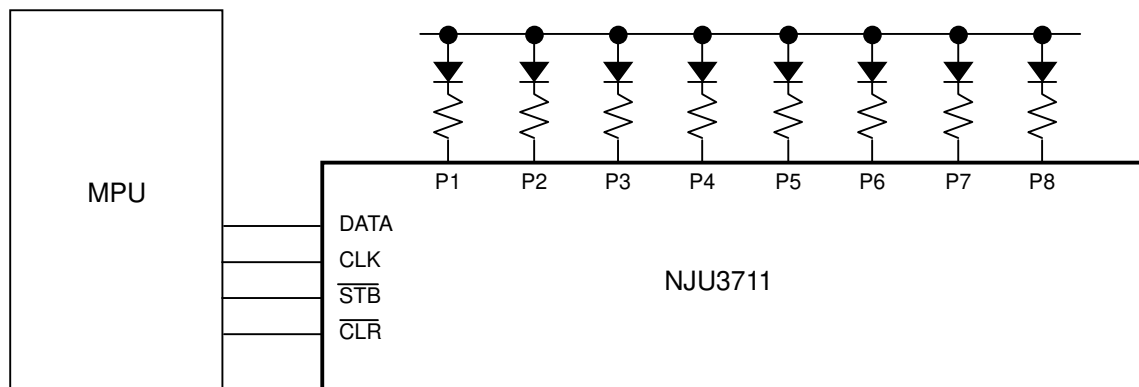 P1 P2 P3 P4 P5 P6 P7 P8
MPU
DATA
CLK
NJU3711
STB
CLR